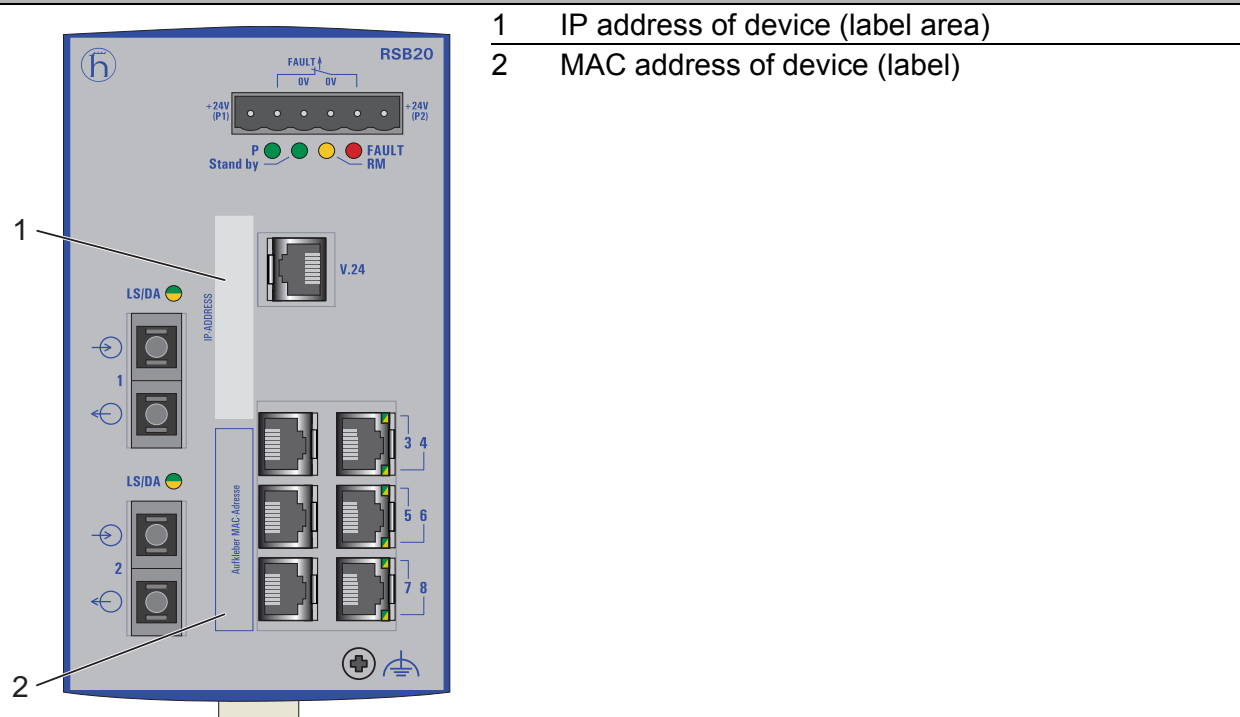 1 IP address of device (label area)
2 MAC address of device (label)
RSB20
FAULT
0V 0V
+24V
(P1)
+24V
(P2)
P
FAULT
Stand by
RM
1
V.24
LS/DA
IP-ADDRESS
1
3 4
LS/DA
Aufkleber MAC-Adresse
5 6
2
7 8
2